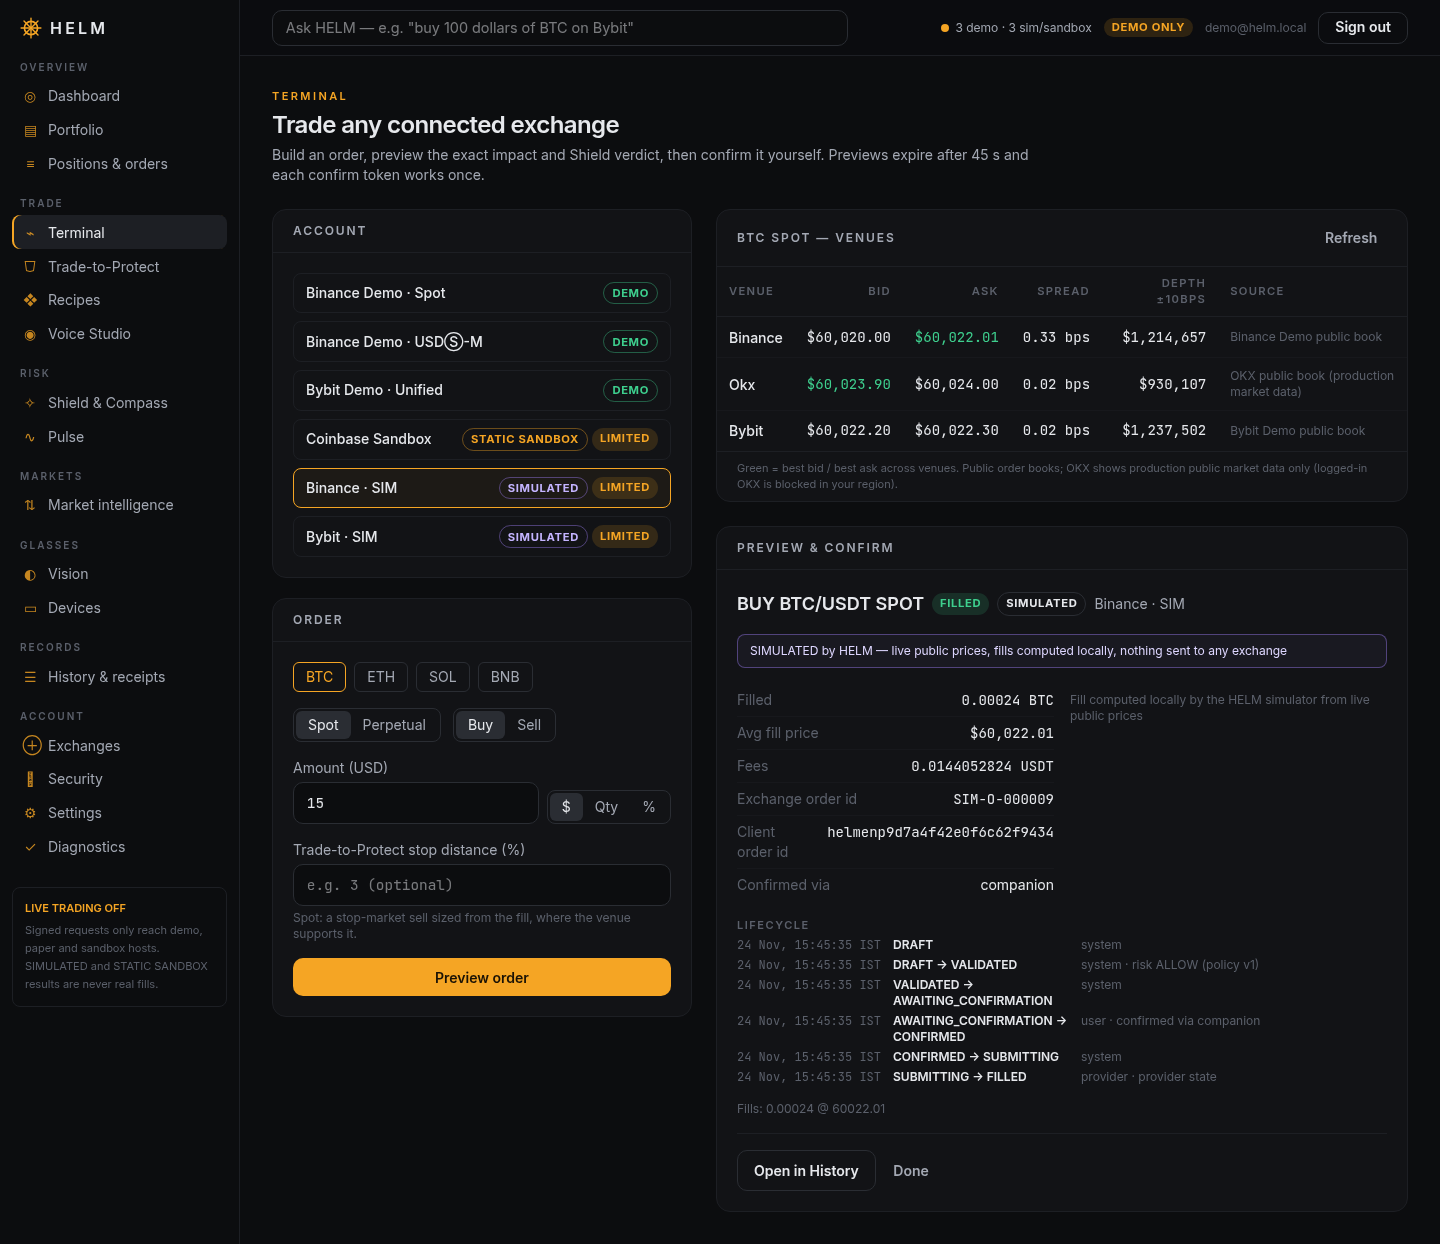 HELM
OVERVIEW
Dashboard
Portfolio
Positions & orders
TRADE
Terminal
Trade-to-Protect
Recipes
Voice Studio
RISK
Shield & Compass
Pulse
MARKETS
Market intelligence
GLASSES
Vision
Devices
RECORDS
History & receipts
ACCOUNT
Exchanges
Security
Settings
Diagnostics
LIVE TRADING OFF
Signed requests only reach demo,
paper and sandbox hosts.
SIMULATED and STATIC SANDBOX
results are never real fills.
Ask HELM — e.g. "buy 100 dollars of BTC on Bybit"
3 demo · 3 sim/sandbox
DEMO ONLY
demo@helm.local
Sign out
TERMINAL
Trade any connected exchange
Build an order, preview the exact impact and Shield verdict, then confirm it yourself. Previews expire after 45 s and
each confirm token works once.
ACCOUNT
Binance Demo · Spot DEMO
Binance Demo · USDⓈ-M DEMO
Bybit Demo · Unified DEMO
Coinbase Sandbox STATIC SANDBOX LIMITED
Binance · SIM SIMULATED LIMITED
Bybit · SIM SIMULATED LIMITED
ORDER
BTC ETH SOL BNB
Spot Perpetual Buy Sell
Amount (USD)
15 $ Qty %
Trade-to-Protect stop distance (%)
e.g. 3 (optional)
Spot: a stop-market sell sized from the fill, where the venue
supports it.
Preview order
BTC SPOT — VENUES Refresh
VENUE BID ASK SPREAD DEPTH ±10BPS SOURCE
Binance $60,020.00 $60,022.01 0.33 bps $1,214,657 Binance Demo public book
Okx $60,023.90 $60,024.00 0.02 bps $930,107 OKX public book (production
market data)
Bybit $60,022.20 $60,022.30 0.02 bps $1,237,502 Bybit Demo public book
Green = best bid / best ask across venues. Public order books; OKX shows production public market data only (logged-in
OKX is blocked in your region).
PREVIEW & CONFIRM
BUY BTC/USDT SPOT FILLED SIMULATED Binance · SIM
SIMULATED by HELM — live public prices, fills computed locally, nothing sent to any exchange
Filled 0.00024 BTC
Avg fill price $60,022.01
Fees 0.0144052824 USDT
Exchange order id SIM-O-000009
Client order id helmenp9d7a4f42e0f6c62f9434
Confirmed via companion
Fill computed locally by the HELM simulator from live
public prices
LIFECYCLE
24 Nov, 15:45:35 IST DRAFT system
24 Nov, 15:45:35 IST DRAFT → VALIDATED system · risk ALLOW (policy v1)
24 Nov, 15:45:35 IST VALIDATED → AWAITING_CONFIRMATION system
24 Nov, 15:45:35 IST AWAITING_CONFIRMATION → CONFIRMED user · confirmed via companion
24 Nov, 15:45:35 IST CONFIRMED → SUBMITTING system
24 Nov, 15:45:35 IST SUBMITTING → FILLED provider · provider state
Fills: 0.00024 @ 60022.01
Open in History Done